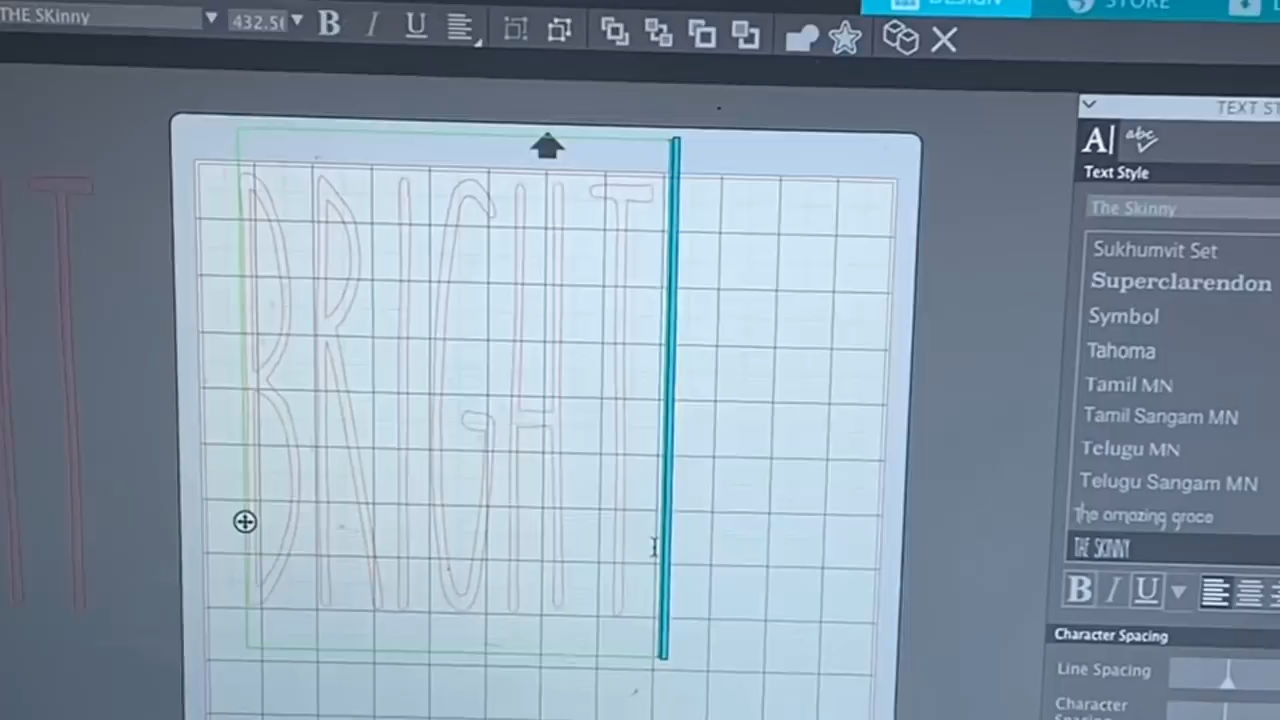 THE SKinny
432.5(
B I U
DESIGN
STORE
TEXT ST
A| abc
Text Style
The Skinny
Sukhumvit Set
Superclarendon
Symbol
Tahoma
Tamil MN
Tamil Sangam MN
Telugu MN
Telugu Sangam MN
The amazing grace
THE SKINNY
B I U
Character Spacing
Line Spacing
Character
IT
BRIGHT